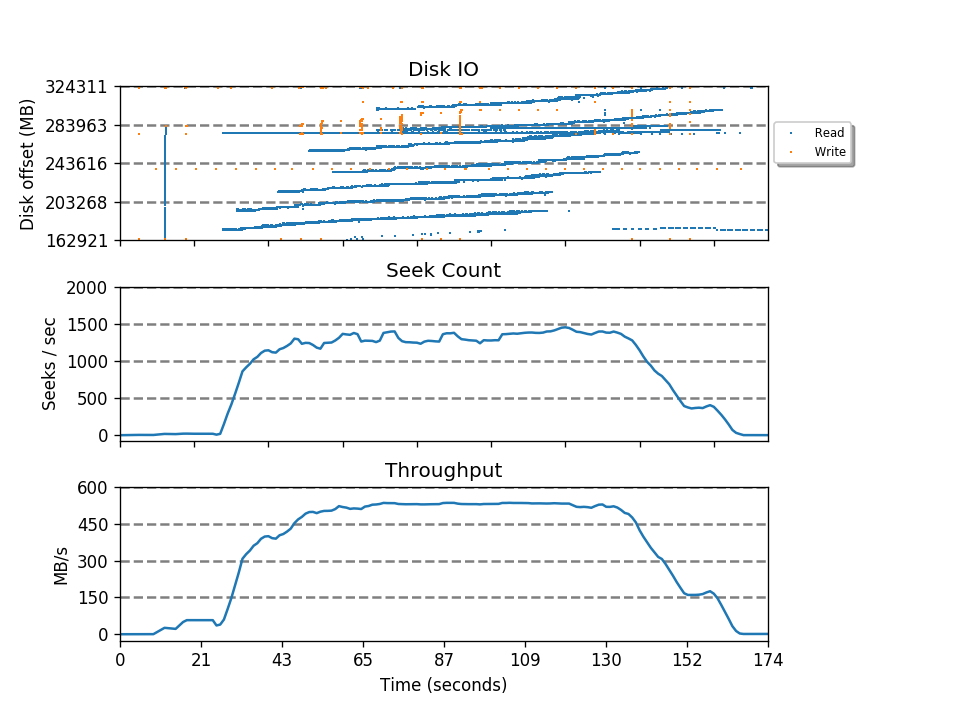 Disk IO
324311
283963
243616
203268
162921
Disk offset (MB)
Read
Write
Seek Count
2000
1500
1000
500
0
Seeks / sec
Throughput
600
450
300
150
0
MB/s
0 21 43 65 87 109 130 152 174
Time (seconds)